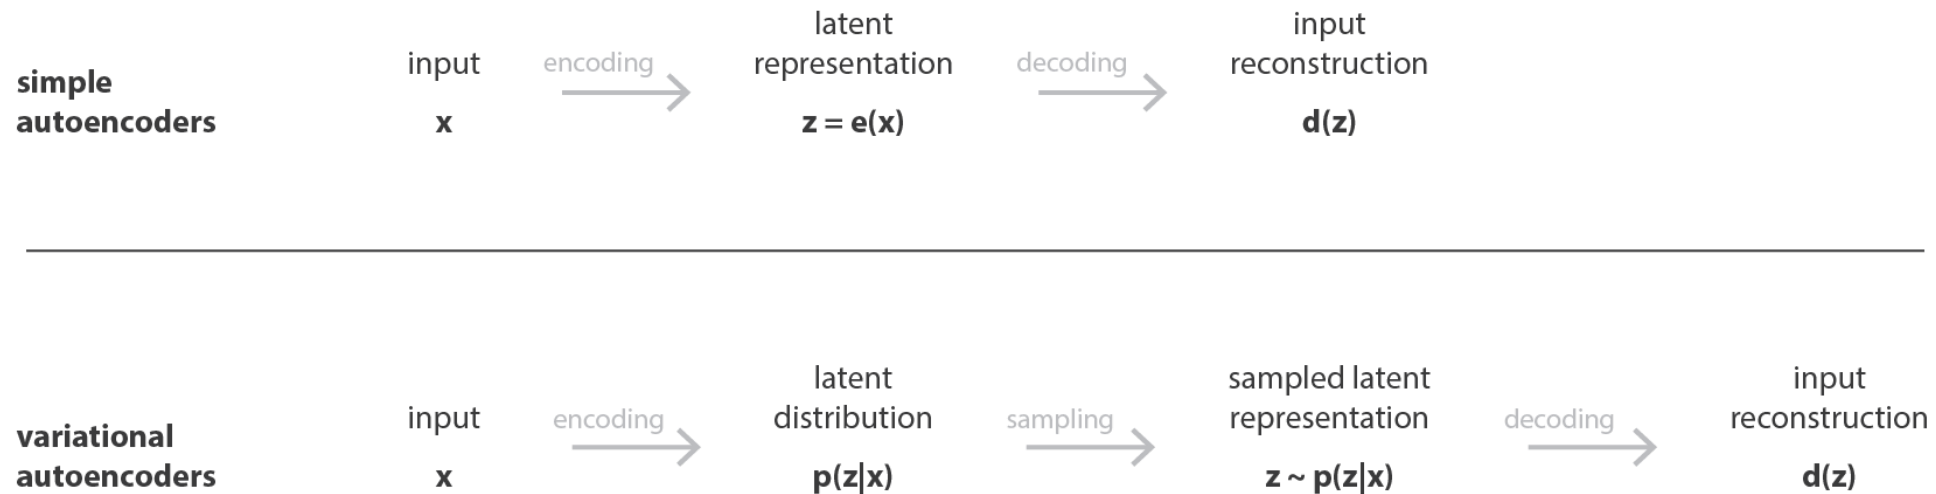 simple
autoencoders
input
x
encoding
latent
representation
z = e(x)
decoding
input
reconstruction
d(z)
variational
autoencoders
input
x
encoding
latent
distribution
p(z|x)
sampling
sampled latent
representation
z ~ p(z|x)
decoding
input
reconstruction
d(z)